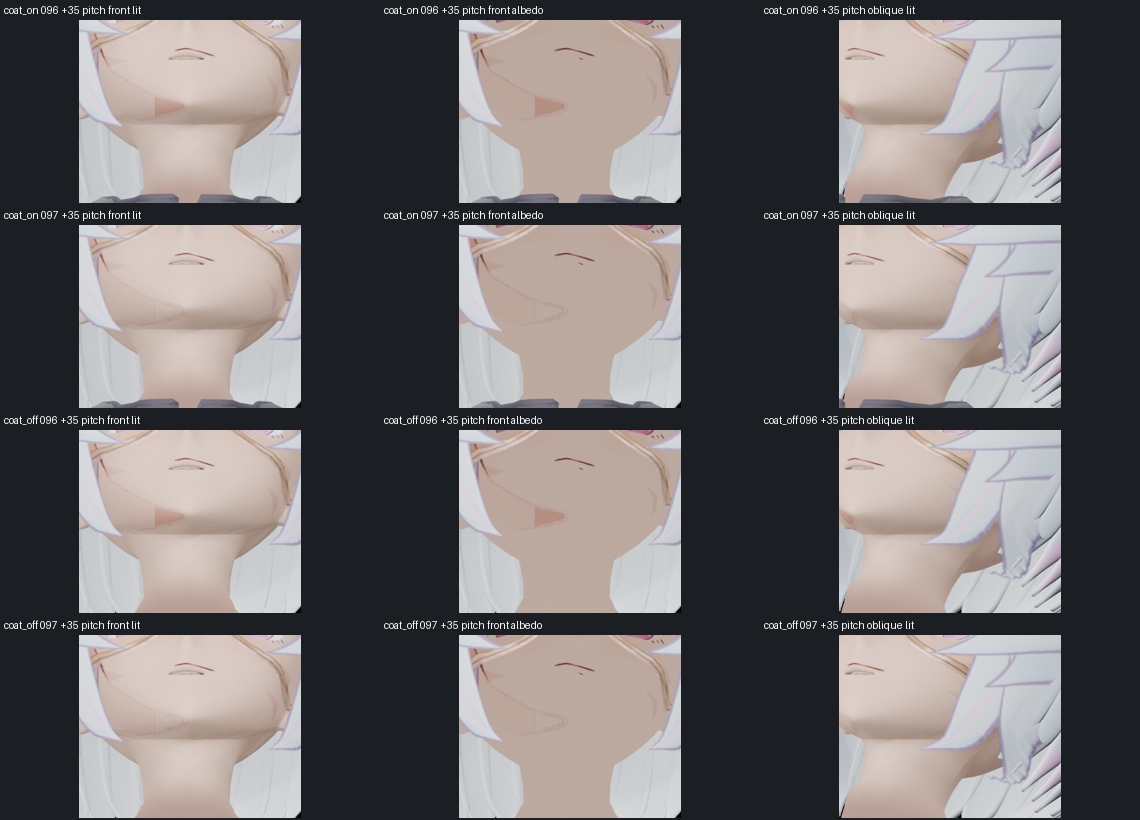 coat_on 096 +35 pitch front lit
coat_on 096 +35 pitch front albedo
coat_on 096 +35 pitch oblique lit
coat_on 097 +35 pitch front lit
coat_on 097 +35 pitch front albedo
coat_on 097 +35 pitch oblique lit
coat_off 096 +35 pitch front lit
coat_off 096 +35 pitch front albedo
coat_off 096 +35 pitch oblique lit
coat_off 097 +35 pitch front lit
coat_off 097 +35 pitch front albedo
coat_off 097 +35 pitch oblique lit